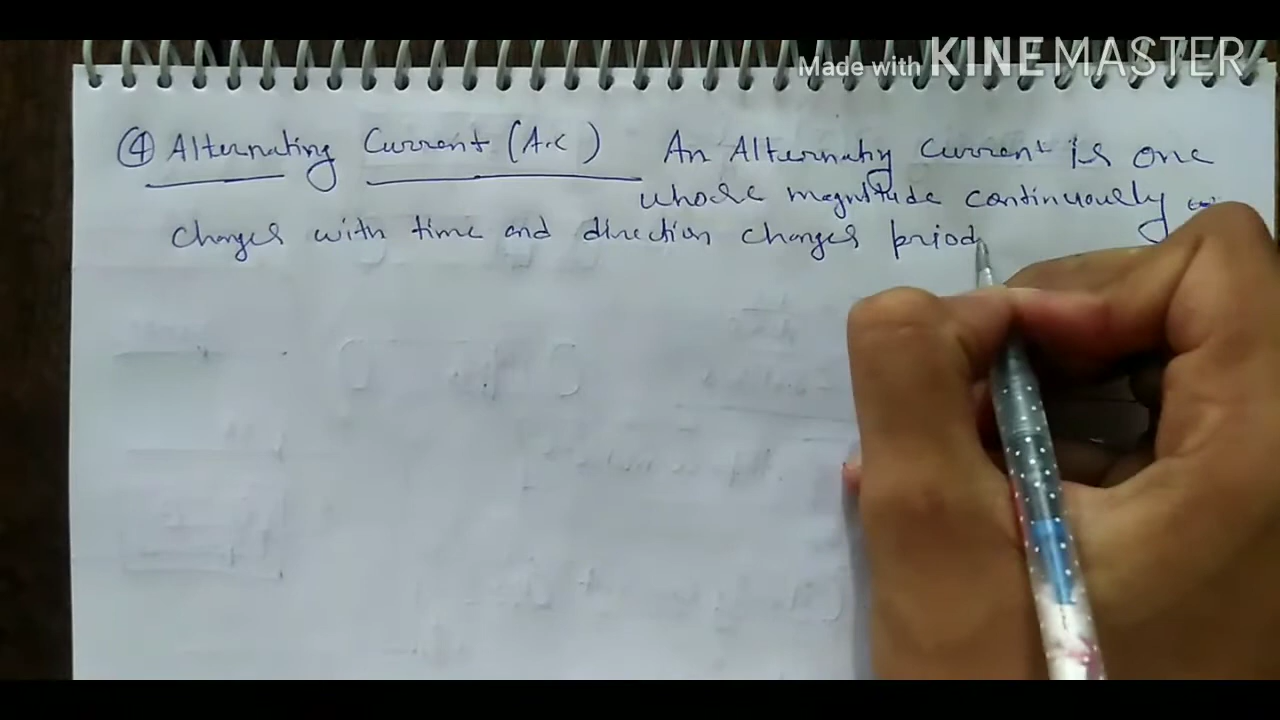 Made with KINEMASTER
④ Alternating Current (A.C) An Alternating Current is one
whose magnitude continuously
changes with time and direction changes priod